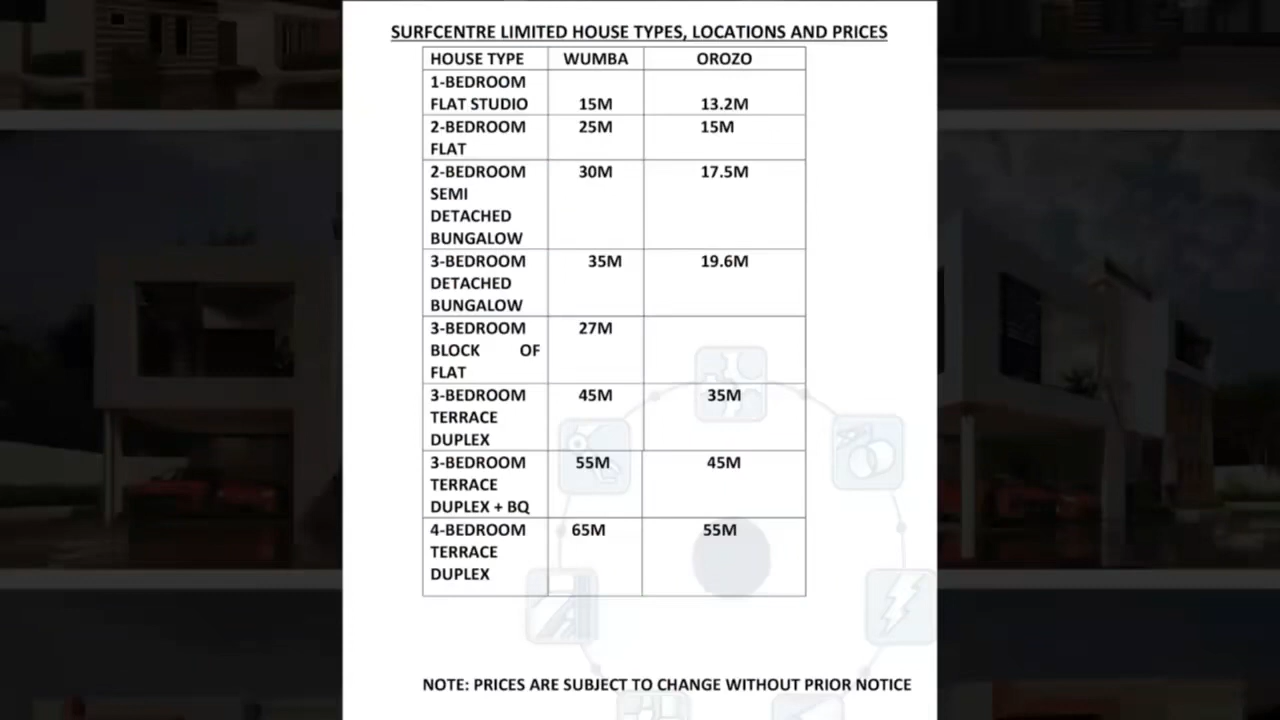 SURFCENTRE LIMITED HOUSE TYPES, LOCATIONS AND PRICES
HOUSE TYPE WUMBA OROZO
1-BEDROOM
FLAT STUDIO 15M 13.2M
2-BEDROOM 25M 15M
FLAT
2-BEDROOM 30M 17.5M
SEMI
DETACHED
BUNGALOW
3-BEDROOM 35M 19.6M
DETACHED
BUNGALOW
3-BEDROOM 27M
BLOCK OF
FLAT
3-BEDROOM 45M 35M
TERRACE
DUPLEX
3-BEDROOM 55M 45M
TERRACE
DUPLEX + BQ
4-BEDROOM 65M 55M
TERRACE
DUPLEX
NOTE: PRICES ARE SUBJECT TO CHANGE WITHOUT PRIOR NOTICE